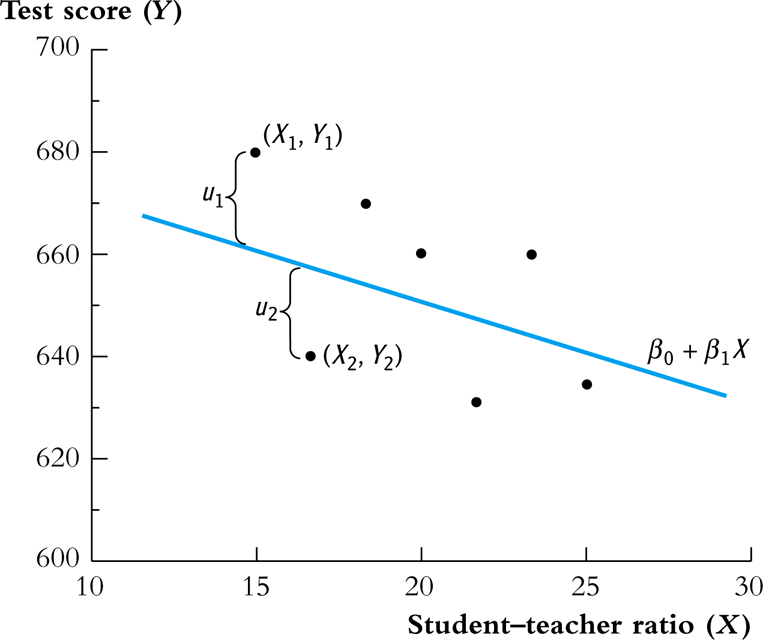 Test score (Y)
700
680
660
640
620
600
(X₁, Y₁)
u₁
u₂
(X₂, Y₂)
β₀ + β₁X
10
15
20
25
30
Student–teacher ratio (X)